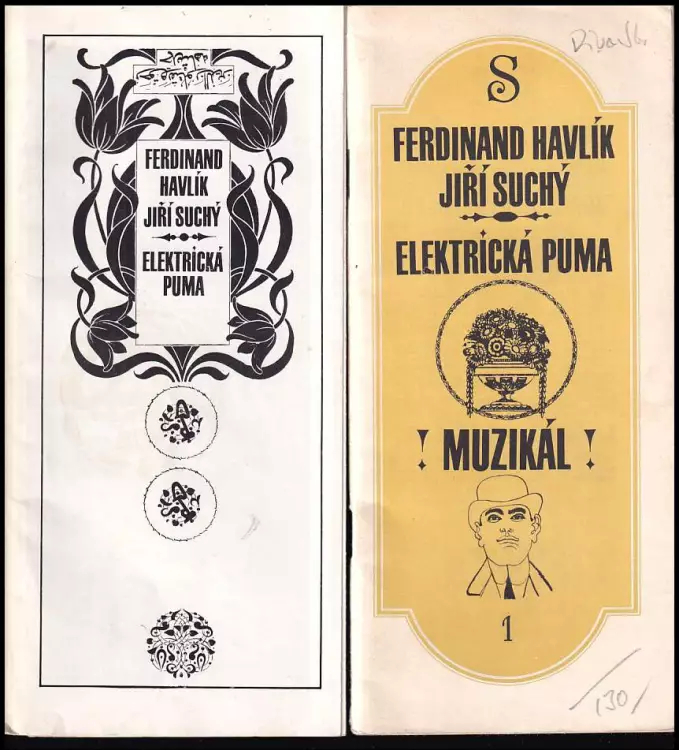 FERDINAND
HAVLÍK
JIŘÍ SUCHÝ
ELEKTRICKÁ
PUMA
S
FERDINAND HAVLÍK
JIŘÍ SUCHÝ
ELEKTRICKÁ PUMA
! MUZIKÁL !
1
130/